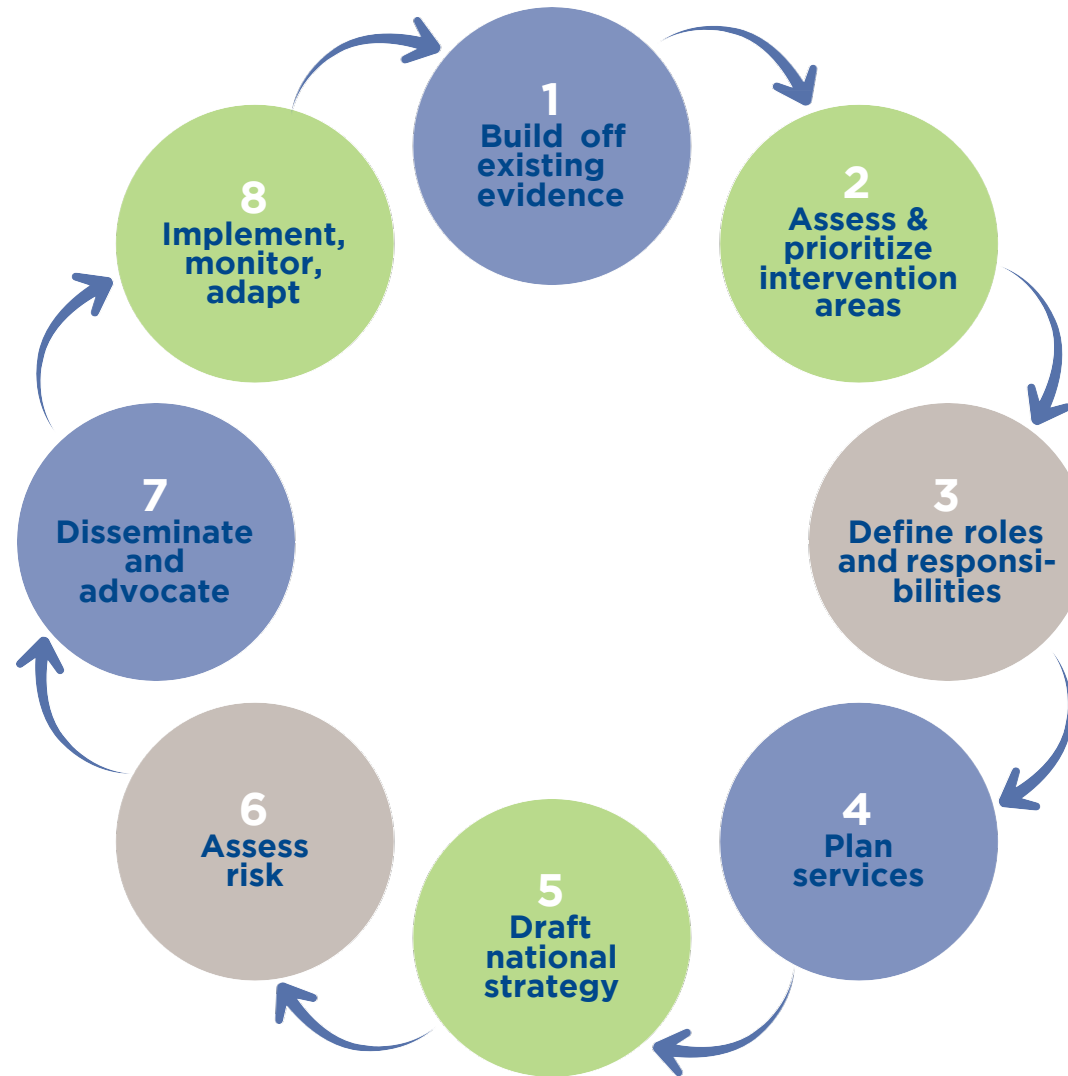 1
Build off
existing
evidence
2
Assess &
prioritize
intervention
areas
3
Define roles
and responsi-
bilities
4
Plan
services
5
Draft
national
strategy
6
Assess
risk
7
Disseminate
and
advocate
8
Implement,
monitor,
adapt